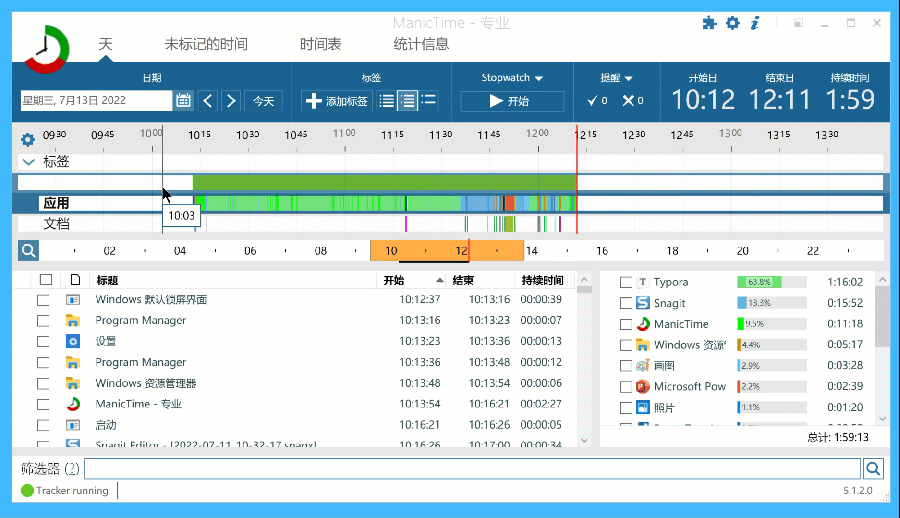 ManicTime - 专业
天 未标记的时间 时间表 统计信息
日期 标签 Stopwatch 提醒 开始日 结束日 持续时间
星期三, 7月13日 2022 今天 添加标签 开始 0 0 10:12 12:11 1:59
09 30 09 45 10 00 10 15 10 30 10 45 11 00 11 15 11 30 11 45 12 00 12 15 12 30 12 45 13 00 13 15 13 30
标签
应用
10:03
文档
02 04 06 08 10 12 14 16 18 20 22
标题 开始 结束 持续时间
Windows 默认锁屏界面 10:12:37 10:13:16 00:00:39
Program Manager 10:13:16 10:13:23 00:00:07
设置 10:13:23 10:13:36 00:00:13
Program Manager 10:13:36 10:13:48 00:00:12
Windows 资源管理器 10:13:48 10:13:54 00:00:06
ManicTime - 专业 10:13:54 10:16:21 00:02:27
启动 10:16:21 10:16:26 00:00:05
Snagit Editor - [2022-07-11_10-32-17.snagx] 10:16:26 10:17:00 00:00:34
Typora 63.8% 1:16:02
Snagit 13.3% 0:15:52
ManicTime 9.5% 0:11:18
Windows 资源 4.4% 0:05:17
画图 2.9% 0:03:28
Microsoft Pow 2.2% 0:02:39
照片 1.1% 0:01:20
总计: 1:59:13
筛选器 (?)
Tracker running 5.1.2.0